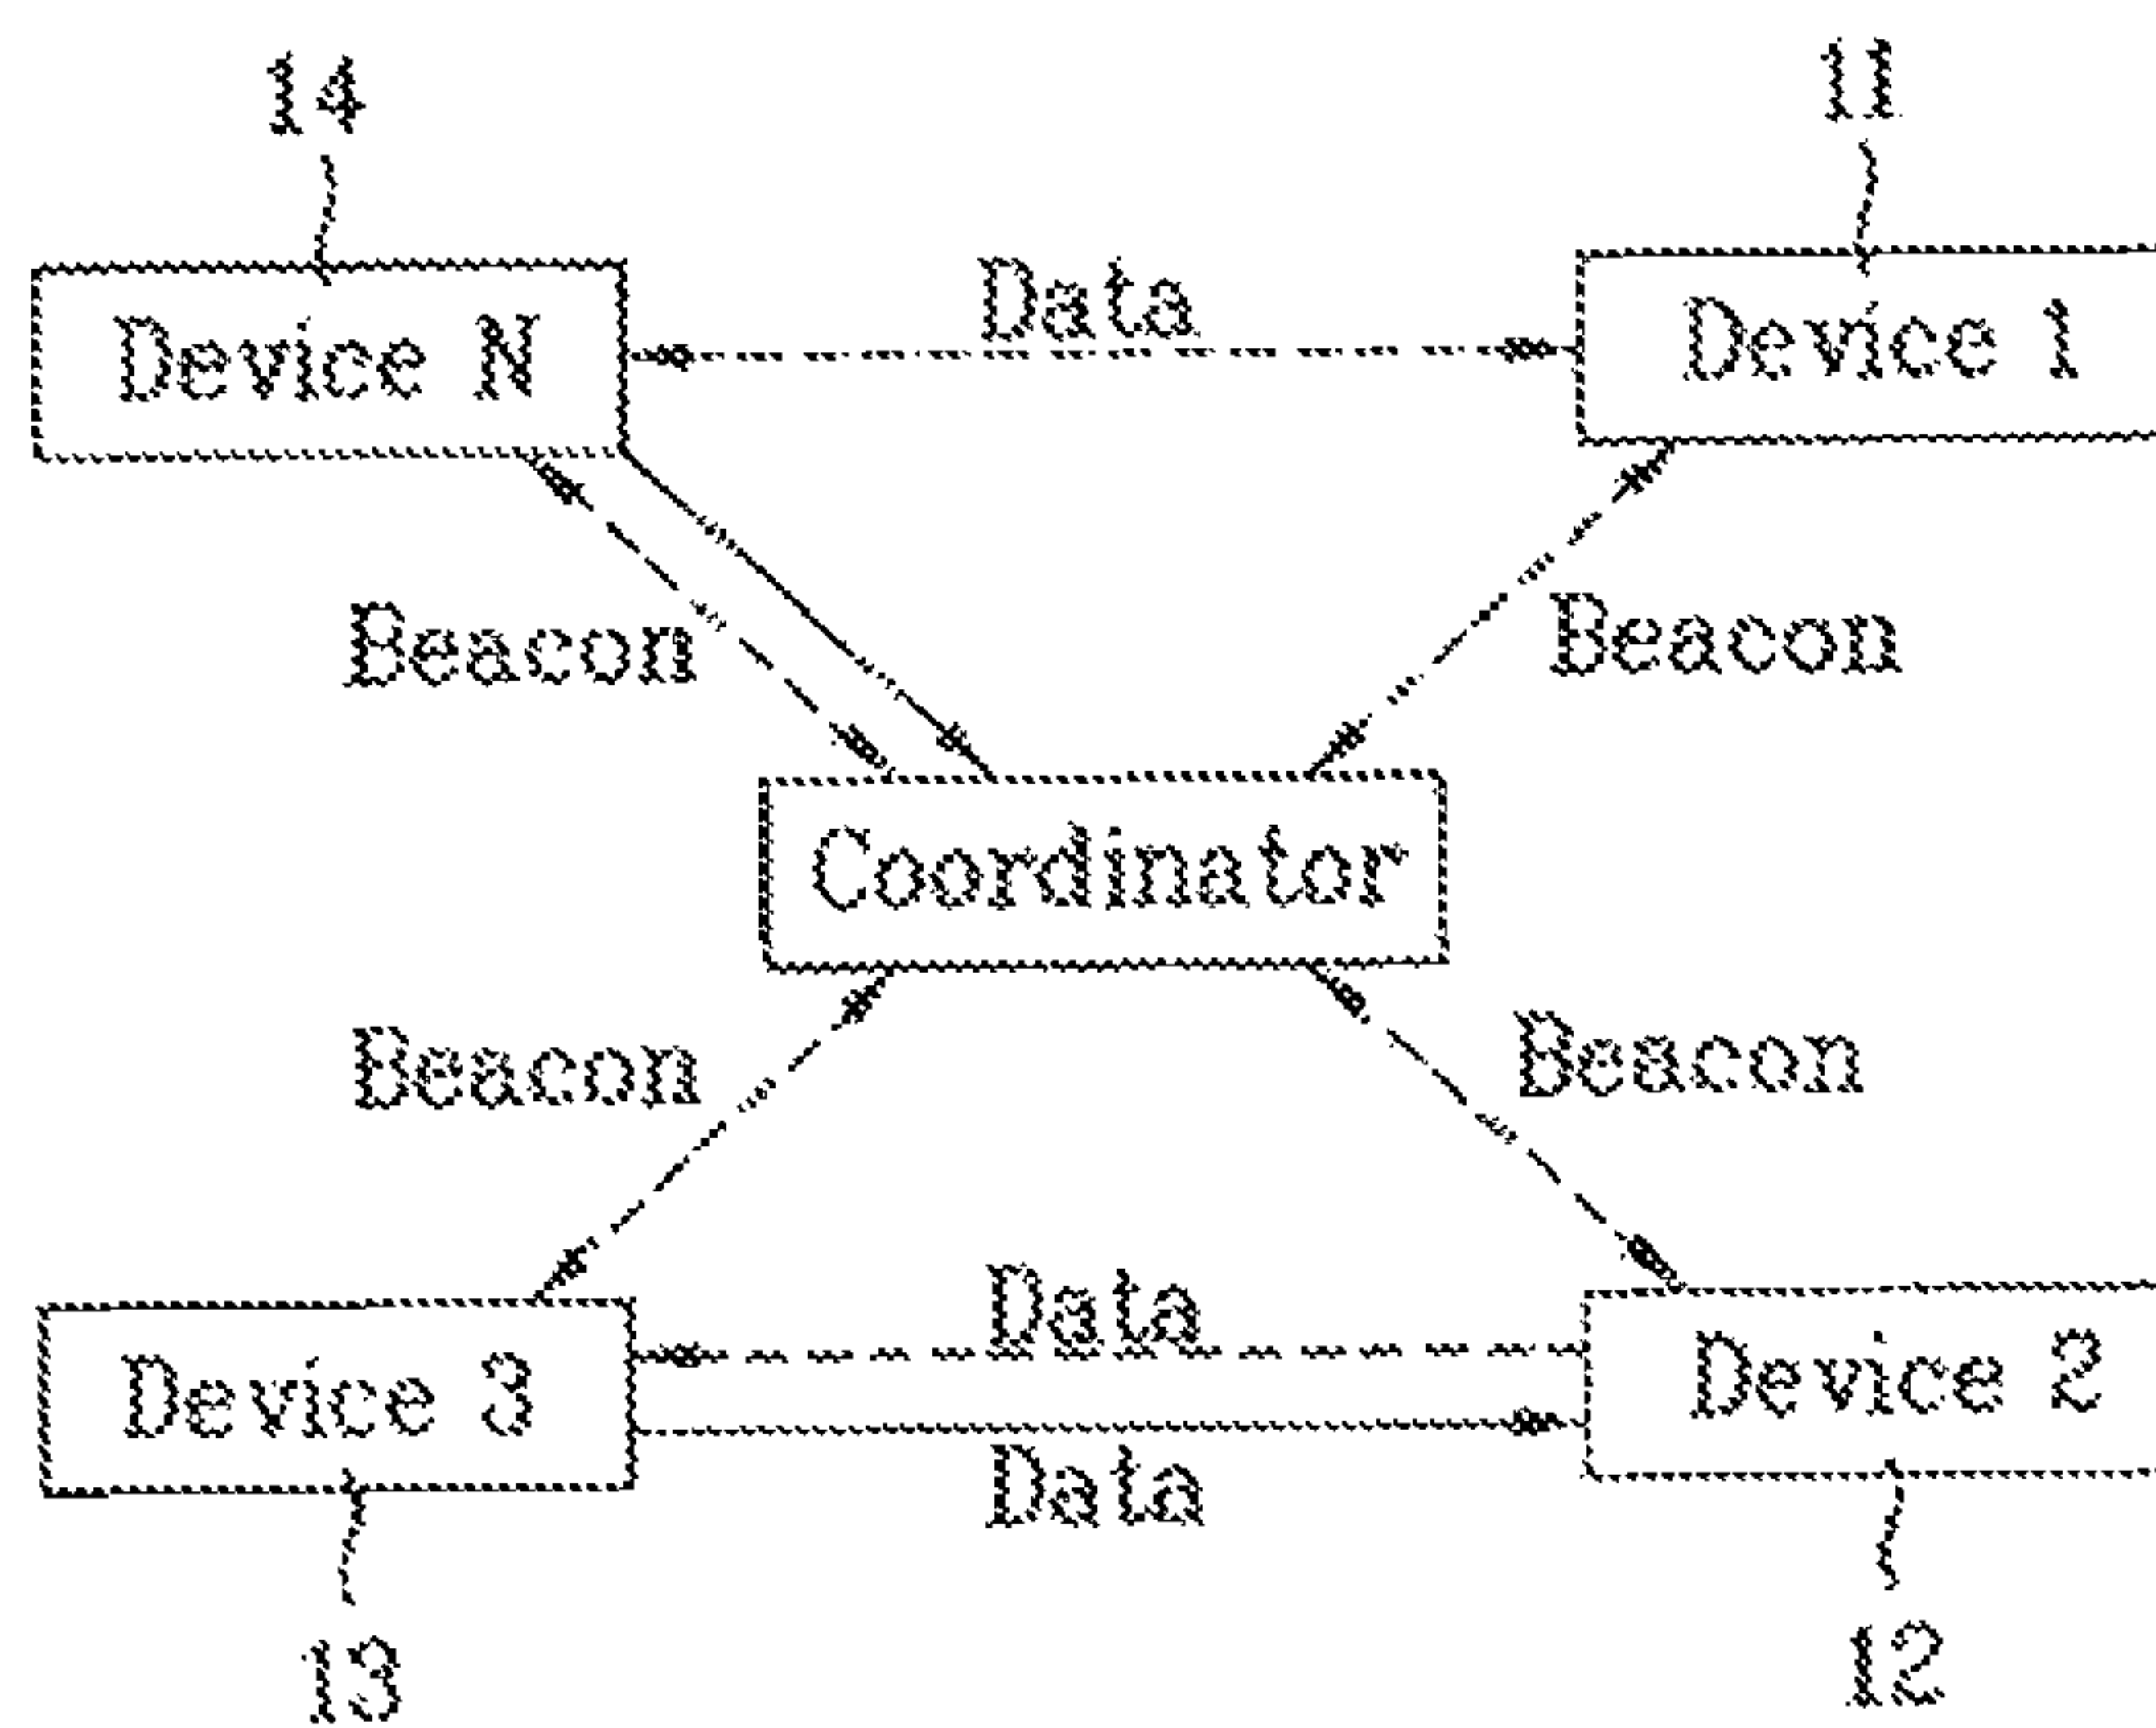 14
11
Data
Device N
Device 1
Beacon
Beacon
Coordinator
Beacon
Beacon
Data
Device 3
Device 2
Data
13
12